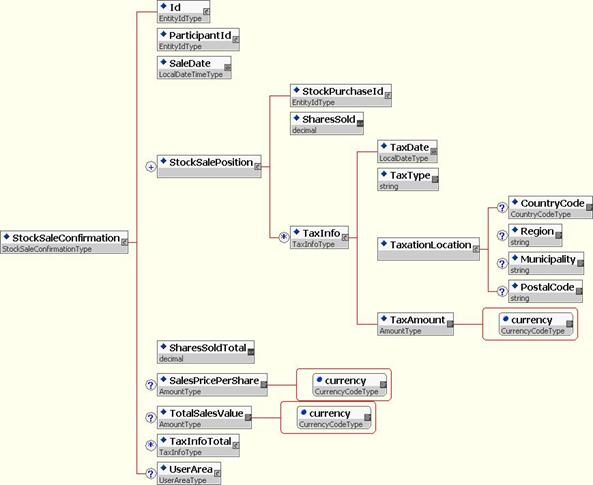 Id
EntityIdType
ParticipantId
EntityIdType
SaleDate
LocalDateTimeType
StockPurchaseId
EntityIdType
SharesSold
decimal
TaxDate
LocalDateType
StockSalePosition
TaxType
string
CountryCode
CountryCodeType
Region
string
StockSaleConfirmation
StockSaleConfirmationType
TaxInfo
TaxInfoType
TaxationLocation
Municipality
string
PostalCode
string
TaxAmount
AmountType
currency
CurrencyCodeType
SharesSoldTotal
decimal
SalesPricePerShare
AmountType
currency
CurrencyCodeType
TotalSalesValue
AmountType
currency
CurrencyCodeType
TaxInfoTotal
TaxInfoType
UserArea
UserAreaType